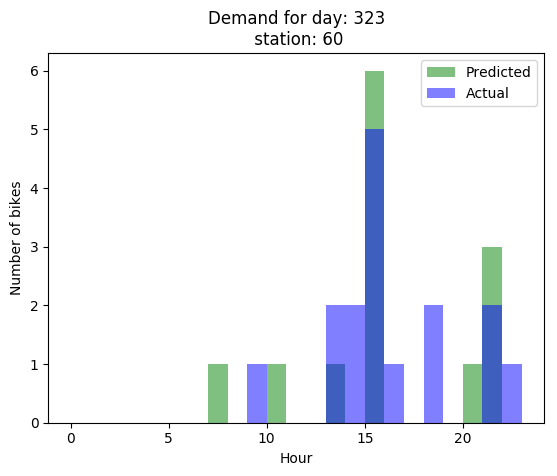 Demand for day: 323
station: 60
Predicted
Actual
Number of bikes
6
5
4
3
2
1
0
0 5 10 15 20
Hour